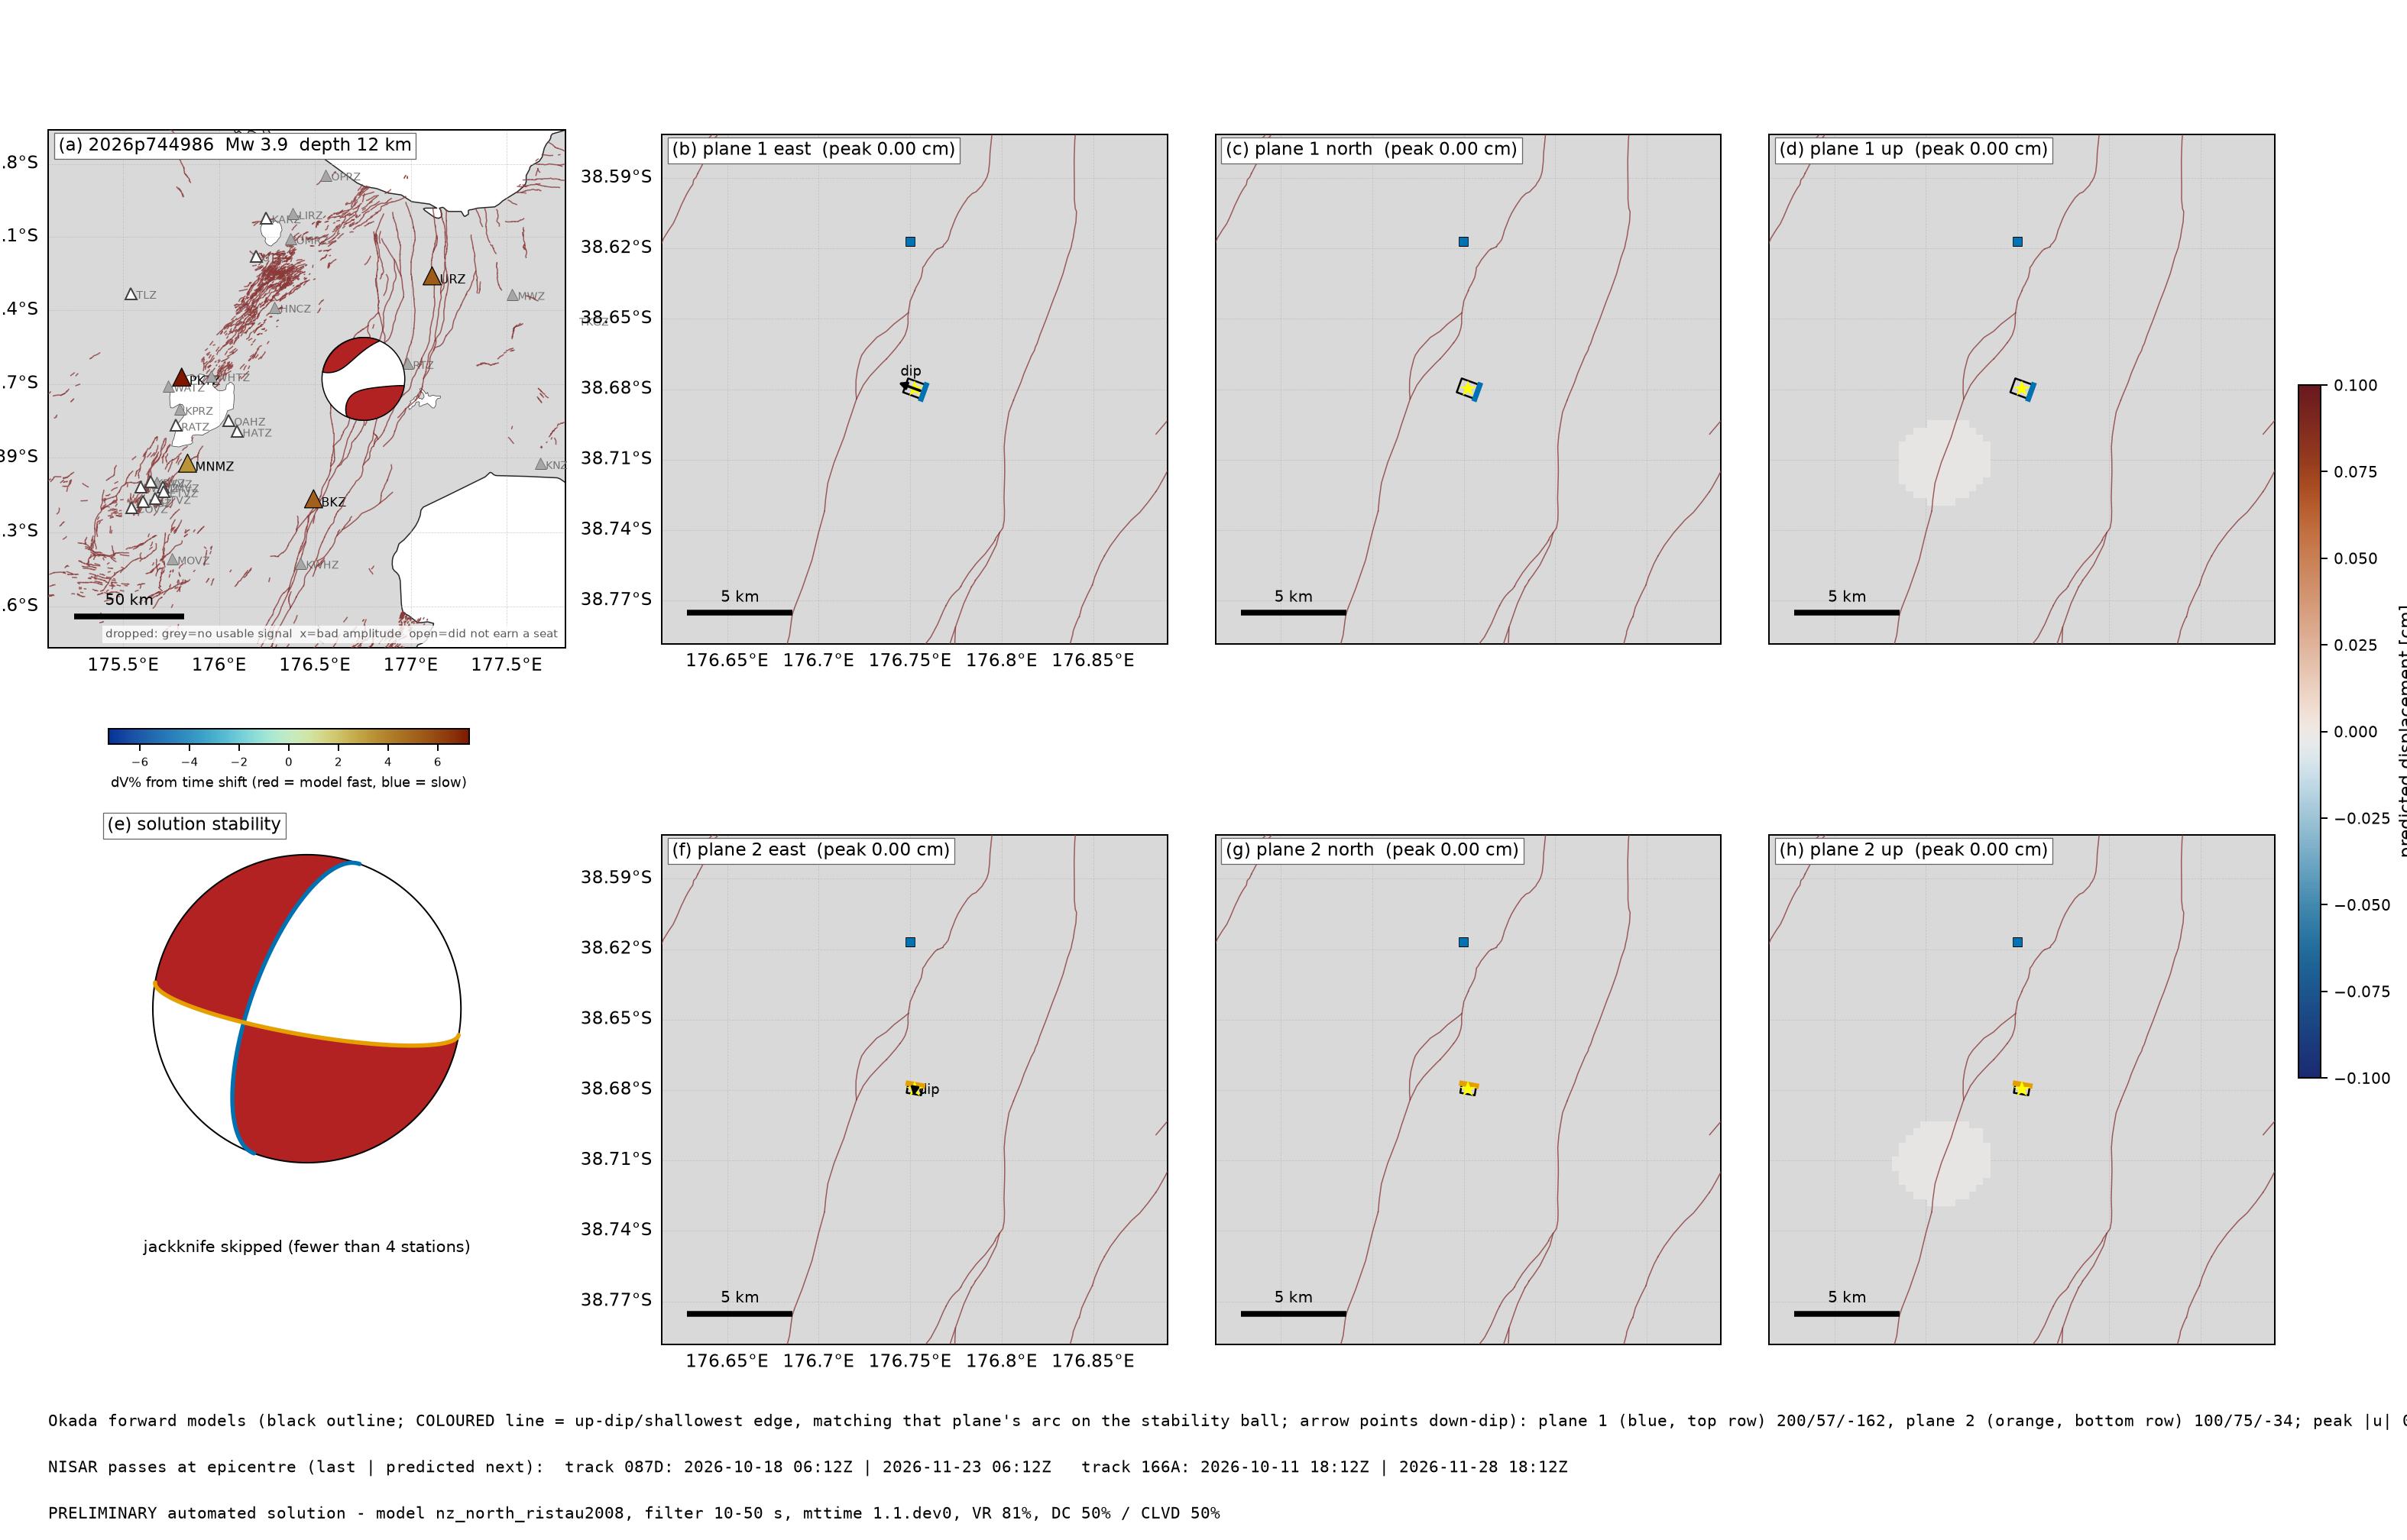 (a) 2026p744986  Mw 3.9  depth 12 km
.8°S
.1°S
.4°S
.7°S
39°S
.3°S
.6°S
OPRZ
LIRZ
URZ
TLZ
HNCZ
MWZ
TKGZ
RTZ
WHTZ
WATZ
KPRZ
RATZ
OAHZ
HATZ
MNMZ
KNZ
BKZ
MOVZ
KWHZ
50 km
dropped: grey=no usable signal  x=bad amplitude  open=did not earn a seat
175.5°E 176°E 176.5°E 177°E 177.5°E
(b) plane 1 east  (peak 0.00 cm)
38.59°S
38.62°S
38.65°S
38.68°S
38.71°S
38.74°S
38.77°S
dip
5 km
176.65°E 176.7°E 176.75°E 176.8°E 176.85°E
(c) plane 1 north  (peak 0.00 cm)
5 km
(d) plane 1 up  (peak 0.00 cm)
5 km
0.100
0.075
0.050
0.025
0.000
−0.025
−0.050
−0.075
−0.100
predicted displacement [cm]
−6 −4 −2 0 2 4 6
dV% from time shift (red = model fast, blue = slow)
(e) solution stability
jackknife skipped (fewer than 4 stations)
(f) plane 2 east  (peak 0.00 cm)
38.59°S
38.62°S
38.65°S
38.68°S
38.71°S
38.74°S
38.77°S
dip
5 km
176.65°E 176.7°E 176.75°E 176.8°E 176.85°E
(g) plane 2 north  (peak 0.00 cm)
5 km
(h) plane 2 up  (peak 0.00 cm)
5 km
Okada forward models (black outline; COLOURED line = up-dip/shallowest edge, matching that plane's arc on the stability ball; arrow points down-dip): plane 1 (blue, top row) 200/57/-162, plane 2 (orange, bottom row) 100/75/-34; peak |u|
NISAR passes at epicentre (last | predicted next):  track 087D: 2026-10-18 06:12Z | 2026-11-23 06:12Z   track 166A: 2026-10-11 18:12Z | 2026-11-28 18:12Z
PRELIMINARY automated solution - model nz_north_ristau2008, filter 10-50 s, mttime 1.1.dev0, VR 81%, DC 50% / CLVD 50%